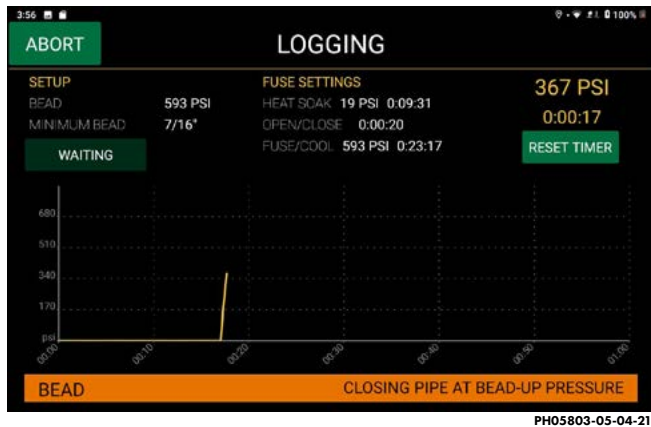 3:56 100%
ABORT LOGGING
SETUP FUSE SETTINGS 367 PSI
BEAD 593 PSI HEAT SOAK 19 PSI 0:09:31 0:00:17
MINIMUM BEAD 7/16" OPEN/CLOSE 0:00:20
WAITING FUSE/COOL 593 PSI 0:23:17 RESET TIMER
680
510
340
170
psi
00:00 00:10 00:20 00:30 00:40 00:50 01:00
BEAD CLOSING PIPE AT BEAD-UP PRESSURE
PH05803-05-04-21